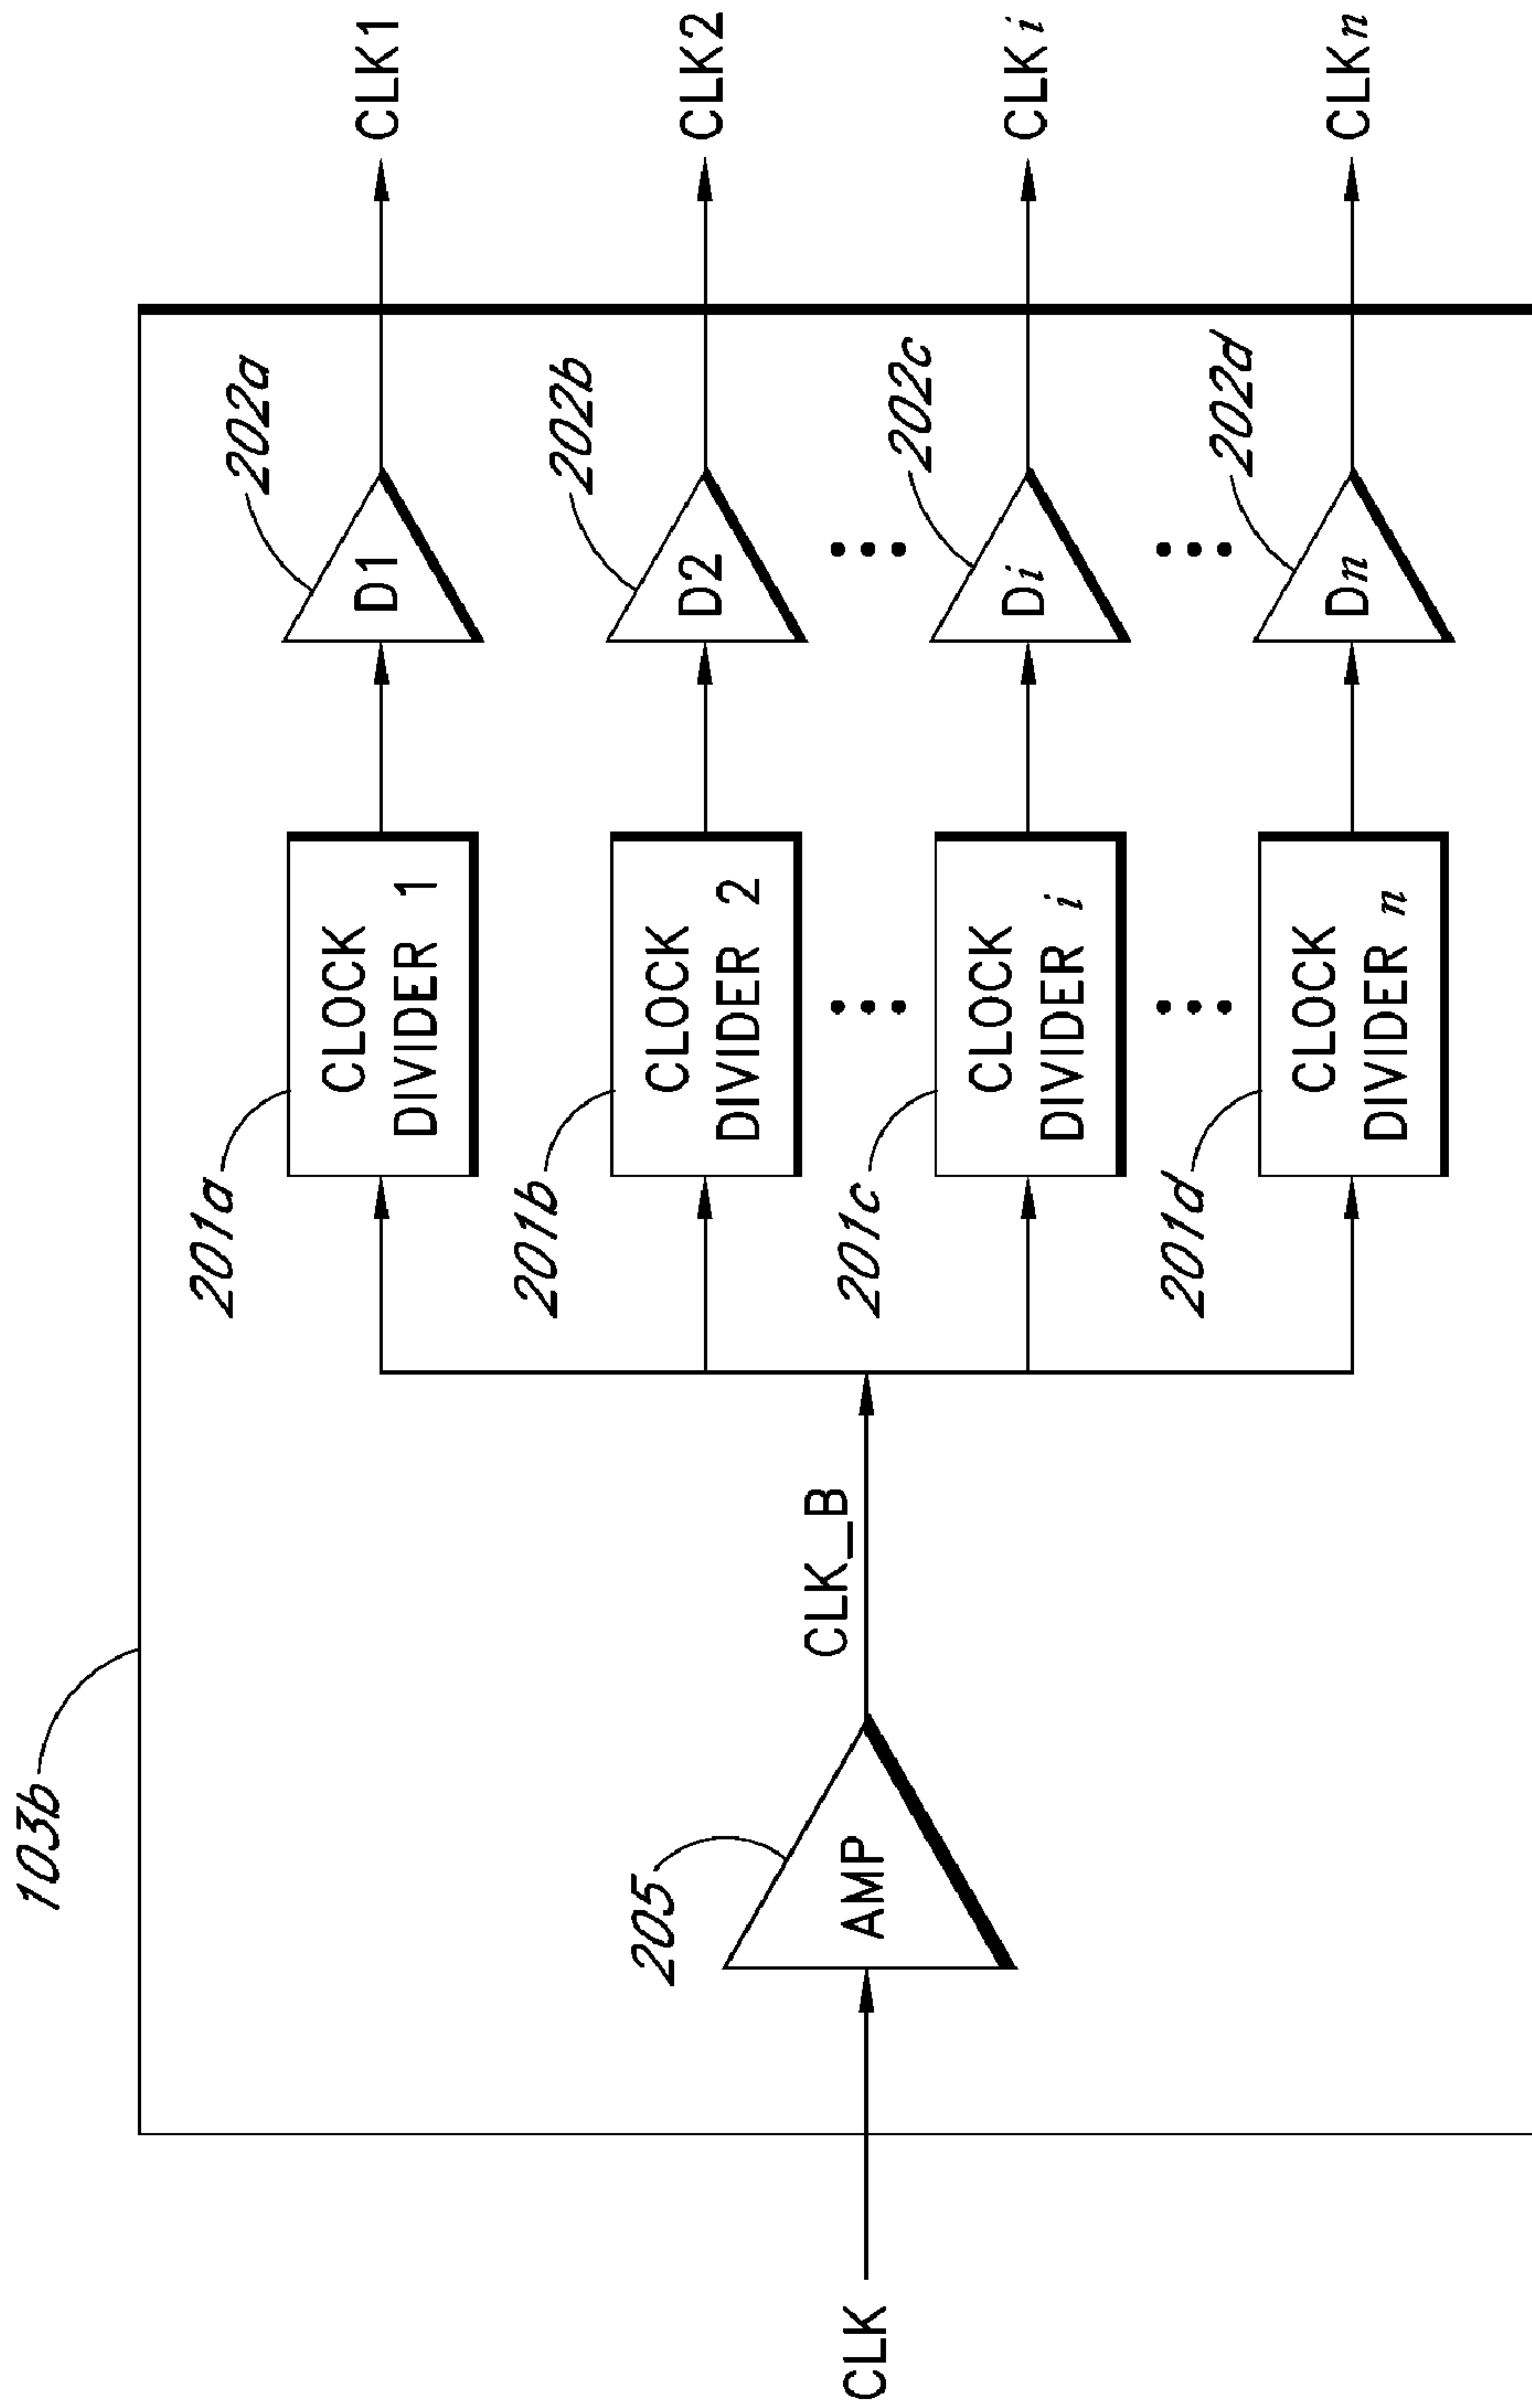 103b
CLK
AMP
205
CLK_B
201a
CLOCK
DIVIDER 1
202a
D1
CLK1
201b
CLOCK
DIVIDER 2
202b
D2
CLK2
201c
CLOCK
DIVIDER i
202c
Di
CLKi
201d
CLOCK
DIVIDER n
202d
Dn
CLKn